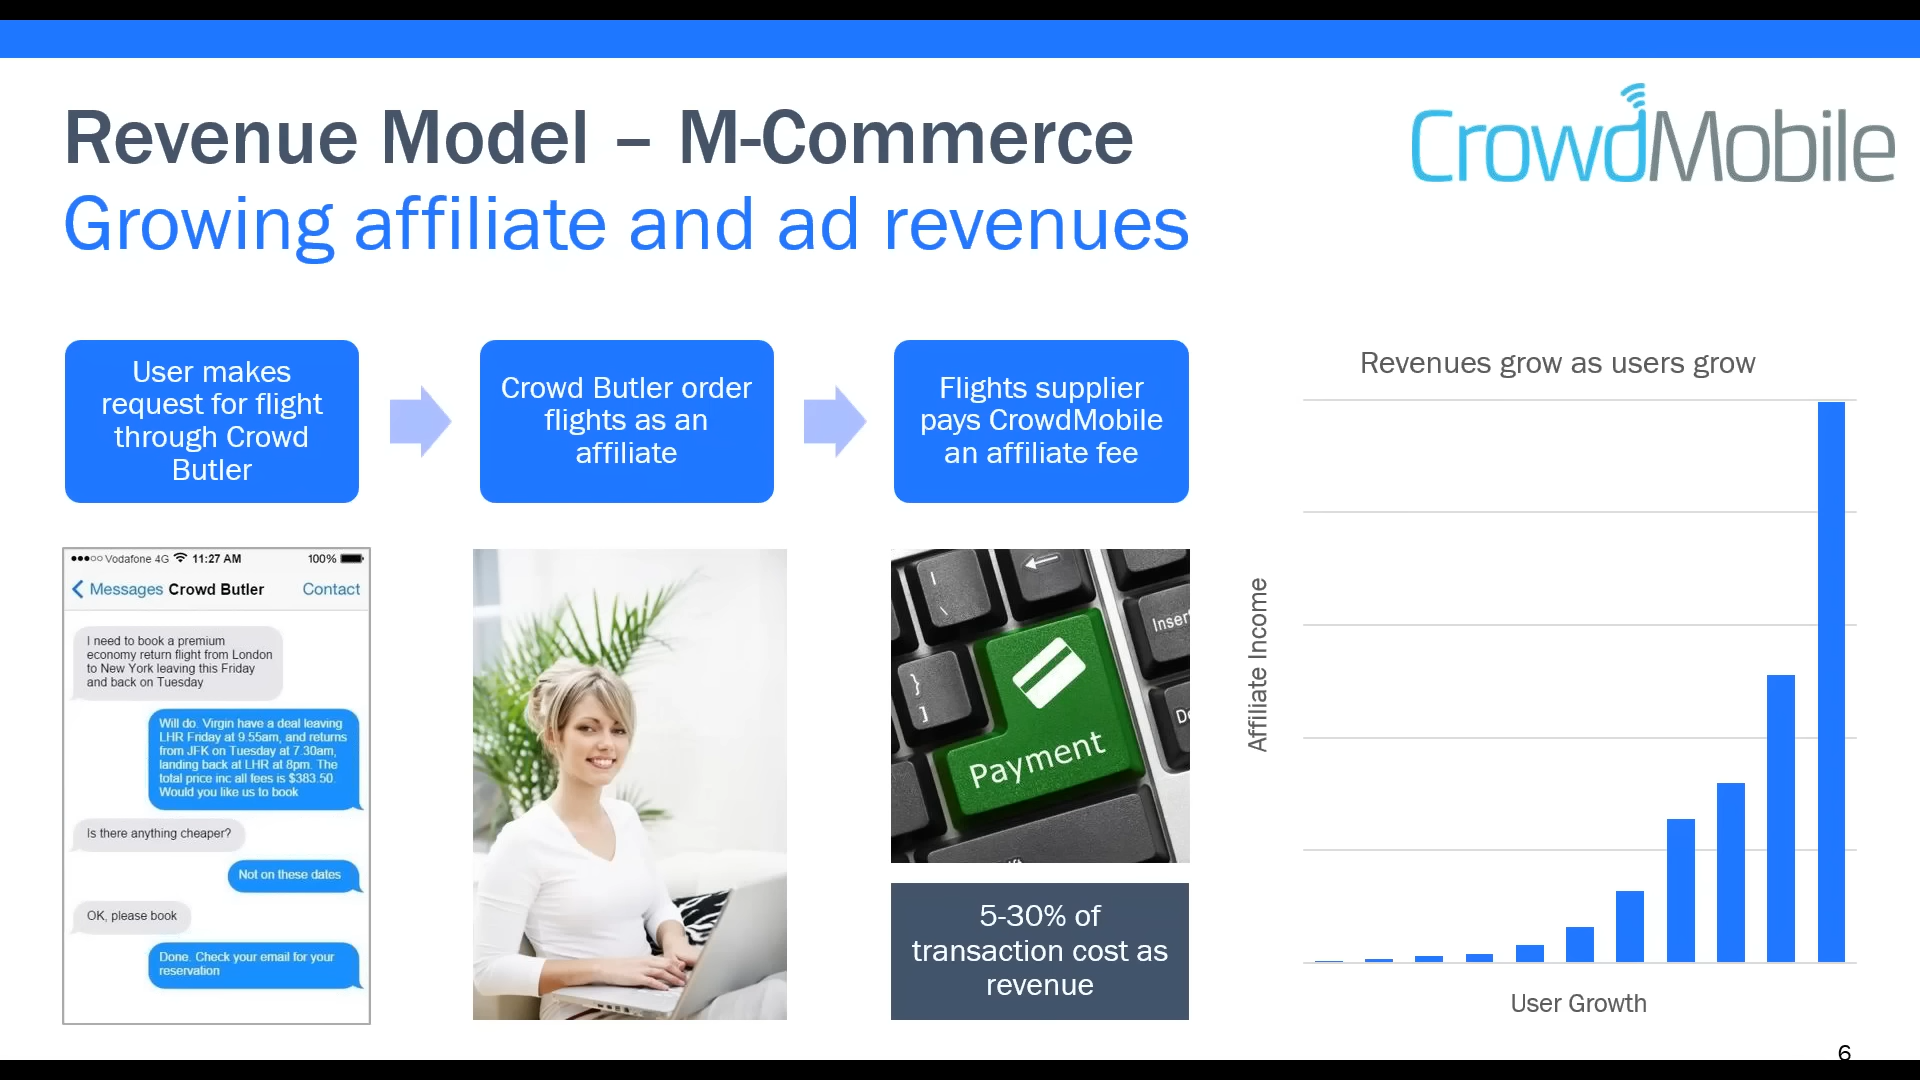 Revenue Model – M-Commerce
CrowdMobile
Growing affiliate and ad revenues
User makes
request for flight
through Crowd
Butler
Crowd Butler order
flights as an
affiliate
Flights supplier
pays CrowdMobile
an affiliate fee
Vodafone 4G 11:27 AM 100%
Messages Crowd Butler Contact
I need to book a premium
economy return flight from London
to New York leaving this Friday
and back on Tuesday
Will do. Virgin have a deal leaving
LHR Friday at 9.55am, and returns
from JFK on Tuesday at 7.30am,
landing back at LHR at 8pm. The
total price inc all fees is $383.50.
Would you like us to book
Is there anything cheaper?
Not on these dates
OK, please book
Done. Check your email for your
reservation
|
\
Inser
}
]
De
Payment
5-30% of
transaction cost as
revenue
Revenues grow as users grow
Affiliate Income
User Growth
6